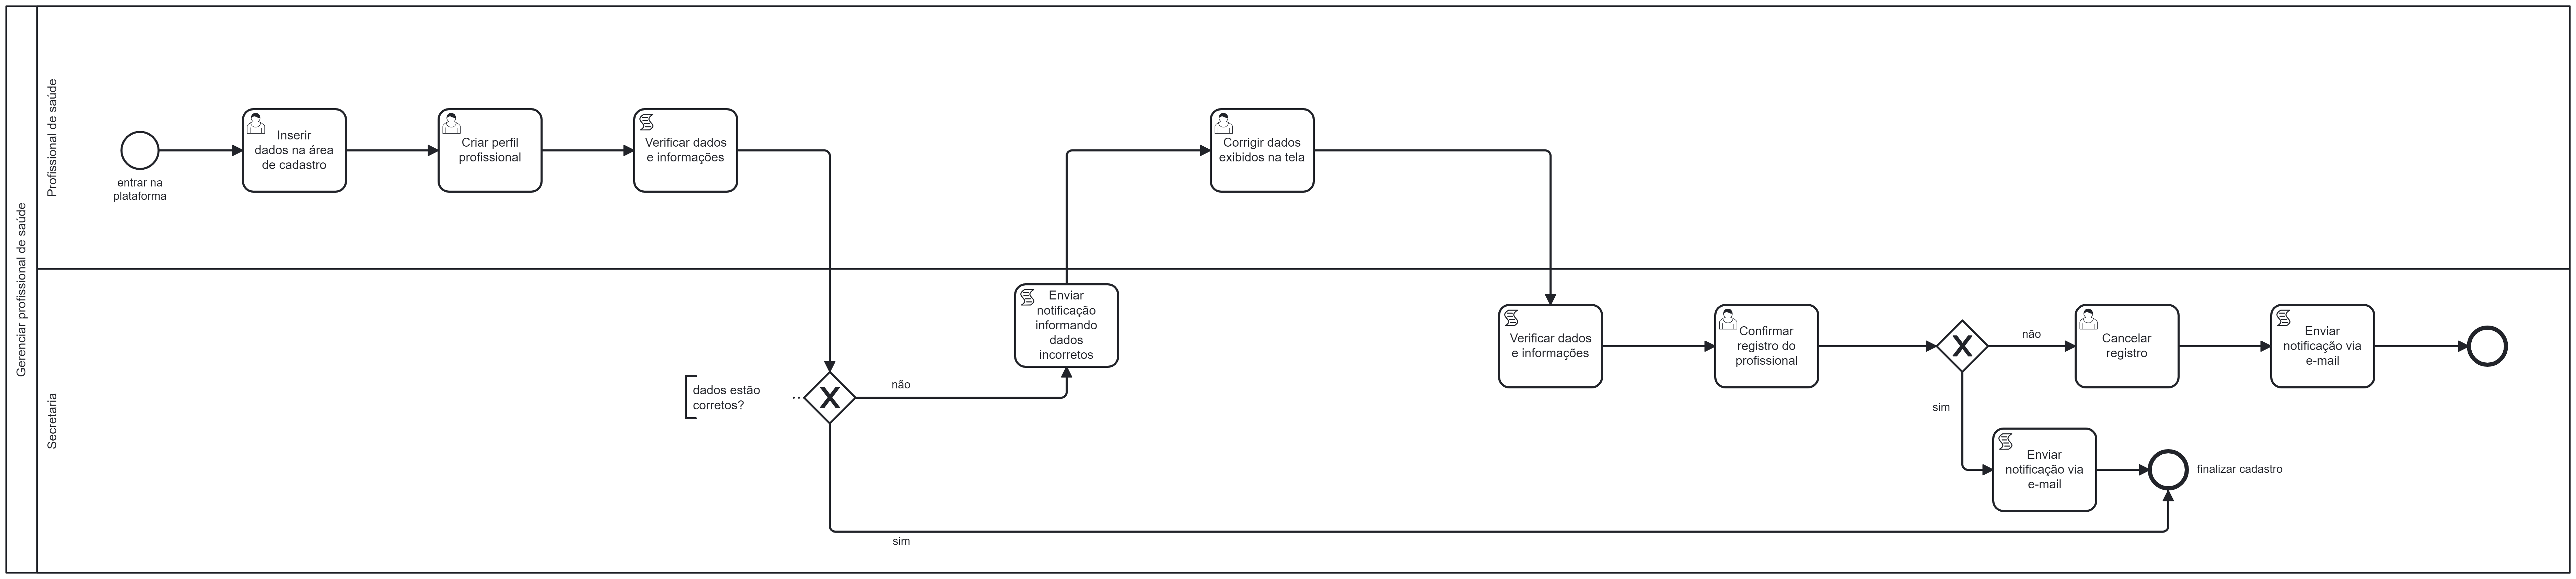 Gerenciar profissional de saúde
Profissional de saúde
entrar na
plataforma
Inserir
dados na área
de cadastro
Criar perfil
profissional
Verificar dados
e informações
Corrigir dados
exibidos na tela
Secretaria
dados estão
corretos?
não
sim
Enviar
notificação
informando
dados
incorretos
Verificar dados
e informações
Confirmar
registro do
profissional
não
sim
Cancelar
registro
Enviar
notificação via
e-mail
Enviar
notificação via
e-mail
finalizar cadastro